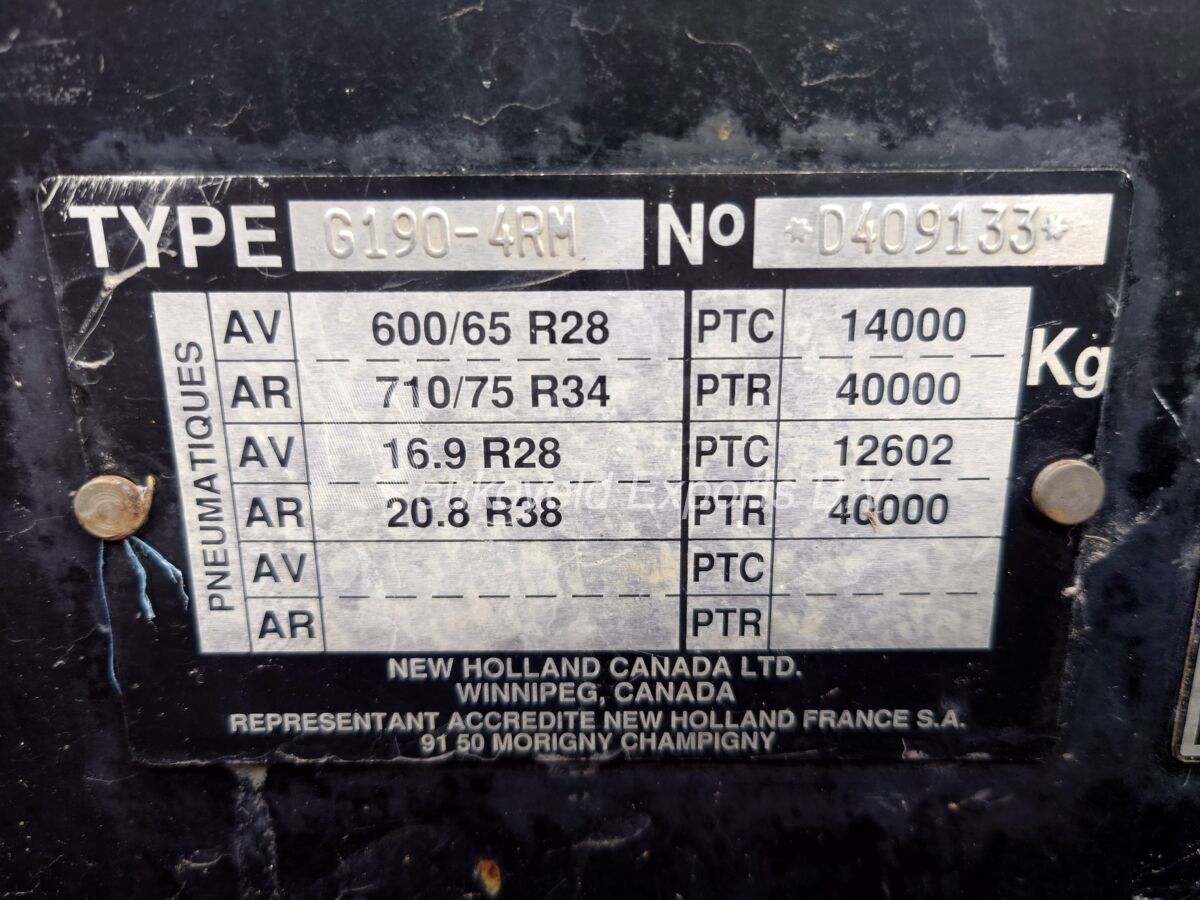 TYPE G190-4RM No *D409133*
PNEUMATIQUES
AV 600/65 R28 PTC 14000
AR 710/75 R34 PTR 40000
Kg
AV 16.9 R28 PTC 12602
AR 20.8 R38 PTR 40000
AV PTC
AR PTR
NEW HOLLAND CANADA LTD.
WINNIPEG, CANADA
REPRESENTANT ACCREDITE NEW HOLLAND FRANCE S.A.
91 50 MORIGNY CHAMPIGNY
Exports B.V.